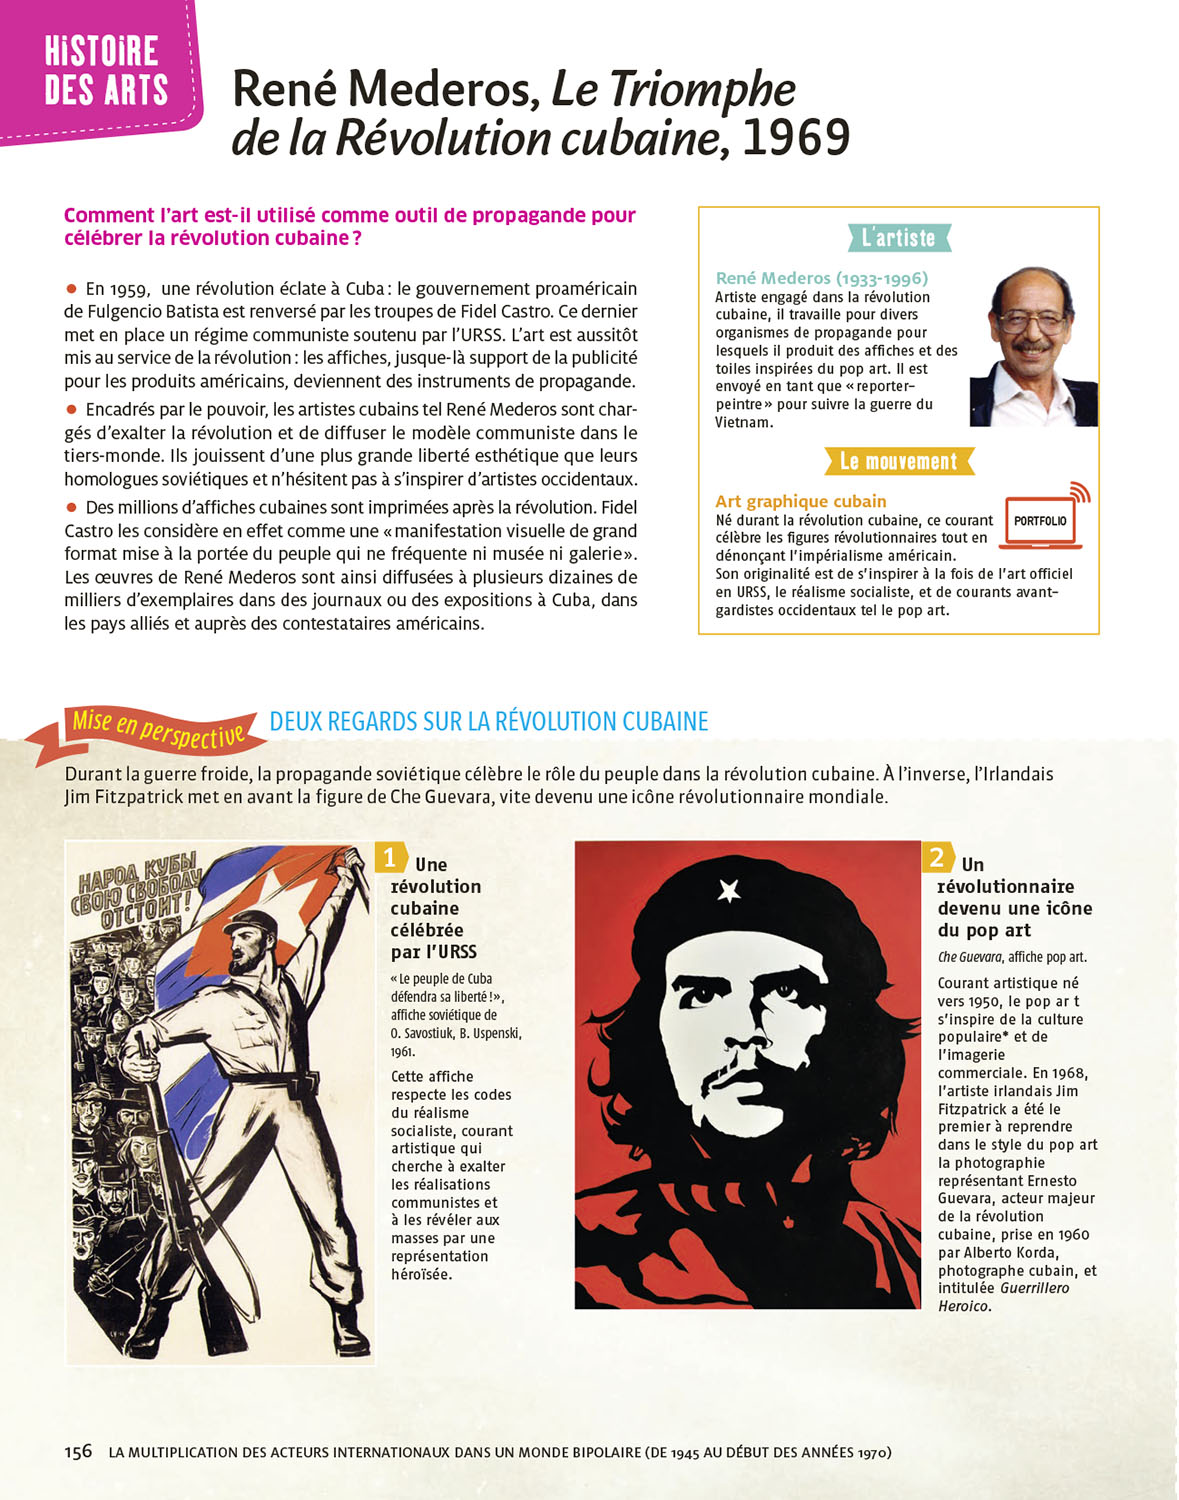 HiSTOiRE
DES ARTS
René Mederos, Le Triomphe
de la Révolution cubaine, 1969
Comment l’art est-il utilisé comme outil de propagande pour
célébrer la révolution cubaine ?
• En 1959, une révolution éclate à Cuba : le gouvernement proaméricain
de Fulgencio Batista est renversé par les troupes de Fidel Castro. Ce dernier
met en place un régime communiste soutenu par l’URSS. L’art est aussitôt
mis au service de la révolution : les affiches, jusque-là support de la publicité
pour les produits américains, deviennent des instruments de propagande.
• Encadrés par le pouvoir, les artistes cubains tel René Mederos sont char-
gés d’exalter la révolution et de diffuser le modèle communiste dans le
tiers-monde. Ils jouissent d’une plus grande liberté esthétique que leurs
homologues soviétiques et n’hésitent pas à s’inspirer d’artistes occidentaux.
• Des millions d’affiches cubaines sont imprimées après la révolution. Fidel
Castro les considère en effet comme une « manifestation visuelle de grand
format mise à la portée du peuple qui ne fréquente ni musée ni galerie ».
Les œuvres de René Mederos sont ainsi diffusées à plusieurs dizaines de
milliers d’exemplaires dans des journaux ou des expositions à Cuba, dans
les pays alliés et auprès des contestataires américains.
L’artiste
René Mederos (1933-1996)
Artiste engagé dans la révolution
cubaine, il travaille pour divers
organismes de propagande pour
lesquels il produit des affiches et des
toiles inspirées du pop art. Il est
envoyé en tant que « reporter-
peintre » pour suivre la guerre du
Vietnam.
Le mouvement
Art graphique cubain
Né durant la révolution cubaine, ce courant
célèbre les figures révolutionnaires tout en
dénonçant l’impérialisme américain.
Son originalité est de s’inspirer à la fois de l’art officiel
en URSS, le réalisme socialiste, et de courants avant-
gardistes occidentaux tel le pop art.
PORTFOLIO
Mise en perspective
DEUX REGARDS SUR LA RÉVOLUTION CUBAINE
Durant la guerre froide, la propagande soviétique célèbre le rôle du peuple dans la révolution cubaine. À l’inverse, l’Irlandais
Jim Fitzpatrick met en avant la figure de Che Guevara, vite devenu une icône révolutionnaire mondiale.
НАРОД КУБЫ
СВОЮ СВОБОДУ
ОТСТОИТ!
1 Une
révolution
cubaine
célébrée
par l’URSS
« Le peuple de Cuba
défendra sa liberté ! »,
affiche soviétique de
O. Savostiuk, B. Uspenski,
1961.
Cette affiche
respecte les codes
du réalisme
socialiste, courant
artistique qui
cherche à exalter
les réalisations
communistes et
à les révéler aux
masses par une
représentation
héroïsée.
2 Un
révolutionnaire
devenu une icône
du pop art
Che Guevara, affiche pop art.
Courant artistique né
vers 1950, le pop ar t
s’inspire de la culture
populaire* et de
l’imagerie
commerciale. En 1968,
l’artiste irlandais Jim
Fitzpatrick a été le
premier à reprendre
dans le style du pop art
la photographie
représentant Ernesto
Guevara, acteur majeur
de la révolution
cubaine, prise en 1960
par Alberto Korda,
photographe cubain, et
intitulée Guerrillero
Heroico.
156 LA MULTIPLICATION DES ACTEURS INTERNATIONAUX DANS UN MONDE BIPOLAIRE (DE 1945 AU DÉBUT DES ANNÉES 1970)